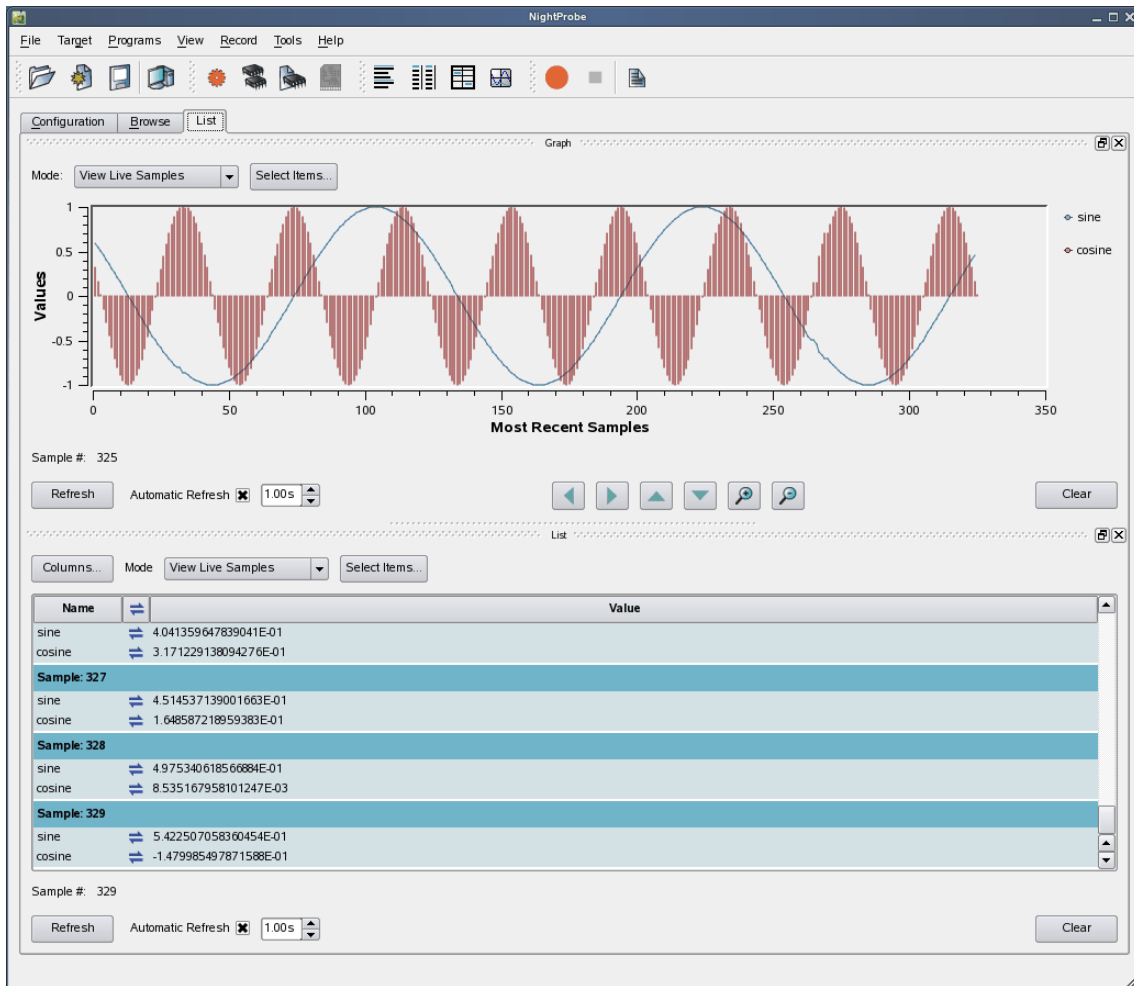 NightProbe
File Target Programs View Record Tools Help
Configuration Browse List
Graph
Mode: View Live Samples Select Items...
1
0.5
0
-0.5
-1
Values
sine
cosine
0 50 100 150 200 250 300 350
Most Recent Samples
Sample #: 325
Refresh Automatic Refresh 1.00s Clear
List
Columns... Mode View Live Samples Select Items...
Name Value
sine 4.041359647839041E-01
cosine 3.171229138094276E-01
Sample: 327
sine 4.514537139001663E-01
cosine 1.648587218959383E-01
Sample: 328
sine 4.975340618566884E-01
cosine 8.535167958101247E-03
Sample: 329
sine 5.422507058360454E-01
cosine -1.479985497871588E-01
Sample #: 329
Refresh Automatic Refresh 1.00s Clear